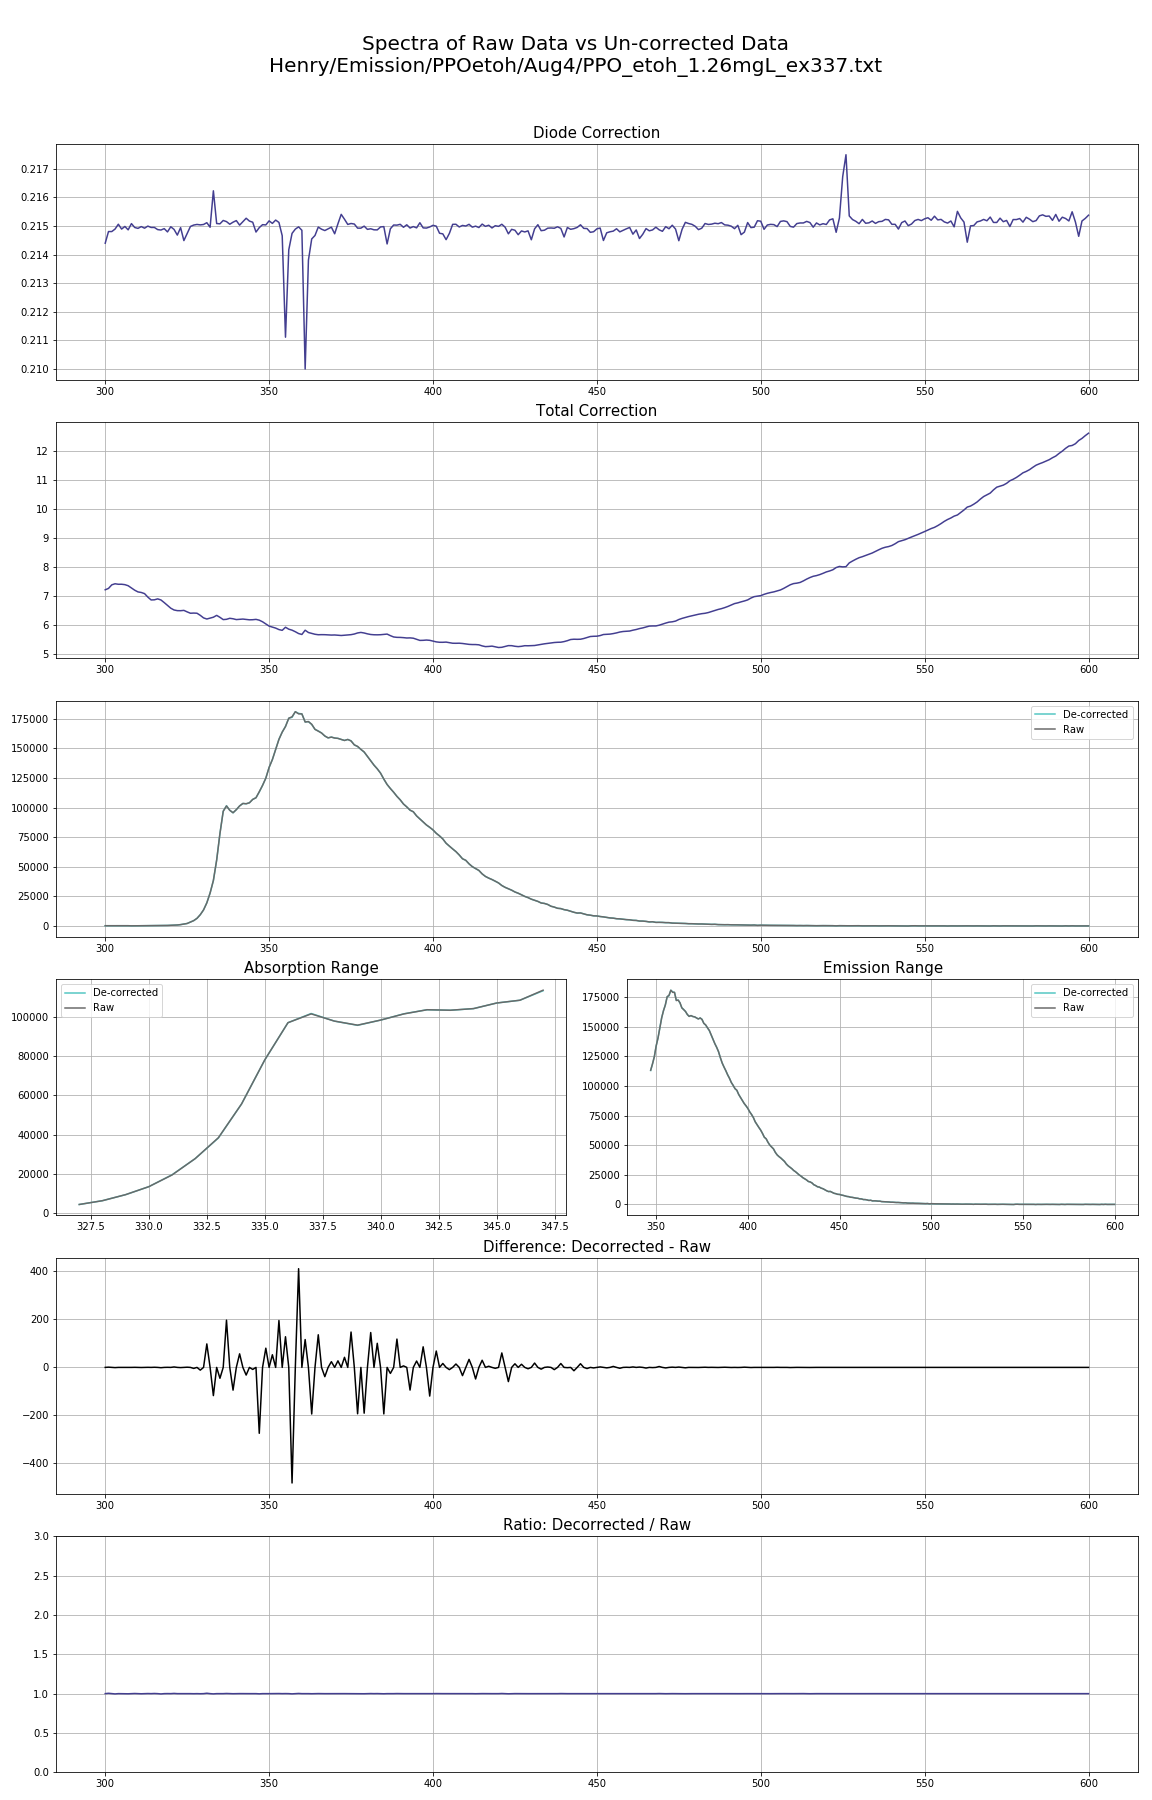 Spectra of Raw Data vs Un-corrected Data
Henry/Emission/PPOetoh/Aug4/PPO_etoh_1.26mgL_ex337.txt
Diode Correction
0.217
0.216
0.215
0.214
0.213
0.212
0.211
0.210
300 350 400 450 500 550 600
Total Correction
12
11
10
9
8
7
6
5
300 350 400 450 500 550 600
175000
150000
125000
100000
75000
50000
25000
0
De-corrected
Raw
300 350 400 450 500 550 600
Absorption Range
De-corrected
Raw
100000
80000
60000
40000
20000
0
327.5 330.0 332.5 335.0 337.5 340.0 342.5 345.0 347.5
Emission Range
De-corrected
Raw
175000
150000
125000
100000
75000
50000
25000
0
350 400 450 500 550 600
Difference: Decorrected - Raw
400
200
0
−200
−400
300 350 400 450 500 550 600
Ratio: Decorrected / Raw
3.0
2.5
2.0
1.5
1.0
0.5
0.0
300 350 400 450 500 550 600